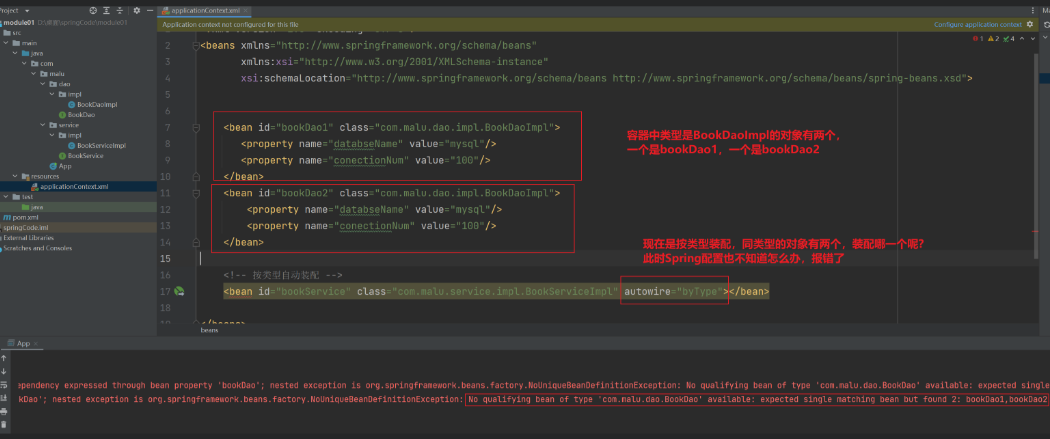 Project
applicationContext.xml
module01 D:\桌面\springCode\module01
Application context not configured for this file
Configure application context
src
main
java
com
malu
dao
impl
BookDaoImpl
BookDao
service
impl
BookServiceImpl
BookService
App
resources
applicationContext.xml
test
java
pom.xml
springCode.iml
External Libraries
Scratches and Consoles
1 2 4
2 <beans xmlns="http://www.springframework.org/schema/beans"
3 xmlns:xsi="http://www.w3.org/2001/XMLSchema-instance"
4 xsi:schemaLocation="http://www.springframework.org/schema/beans http://www.springframework.org/schema/beans/spring-beans.xsd">
5
6
7 <bean id="bookDao1" class="com.malu.dao.impl.BookDaoImpl">
8 <property name="databseName" value="mysql"/>
9 <property name="conectionNum" value="100"/>
10 </bean>
11 <bean id="bookDao2" class="com.malu.dao.impl.BookDaoImpl">
12 <property name="databseName" value="mysql"/>
13 <property name="conectionNum" value="100"/>
14 </bean>
15
16 <!-- 按类型自动装配 -->
17 <bean id="bookService" class="com.malu.service.impl.BookServiceImpl" autowire="byType"></bean>
18
19 </beans>
容器中类型是BookDaoImpl的对象有两个，
一个是bookDao1，一个是bookDao2
现在是按类型装配，同类型的对象有两个，装配哪一个呢？
此时Spring配置也不知道怎么办，报错了
beans
App
ependency expressed through bean property 'bookDao'; nested exception is org.springframework.beans.factory.NoUniqueBeanDefinitionException: No qualifying bean of type 'com.malu.dao.BookDao' available: expected single
kDao'; nested exception is org.springframework.beans.factory.NoUniqueBeanDefinitionException: No qualifying bean of type 'com.malu.dao.BookDao' available: expected single matching bean but found 2: bookDao1,bookDao2